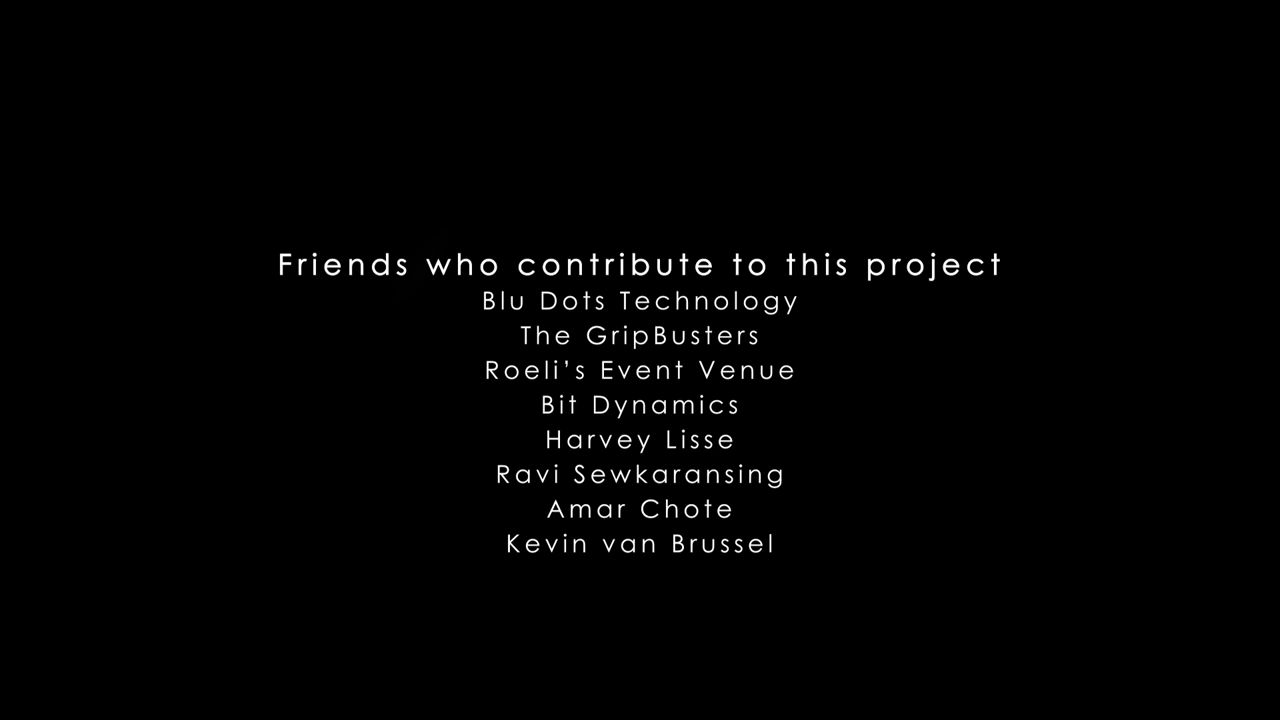 Friends who contribute to this project
Blu Dots Technology
The GripBusters
Roeli’s Event Venue
Bit Dynamics
Harvey Lisse
Ravi Sewkaransing
Amar Chote
Kevin van Brussel